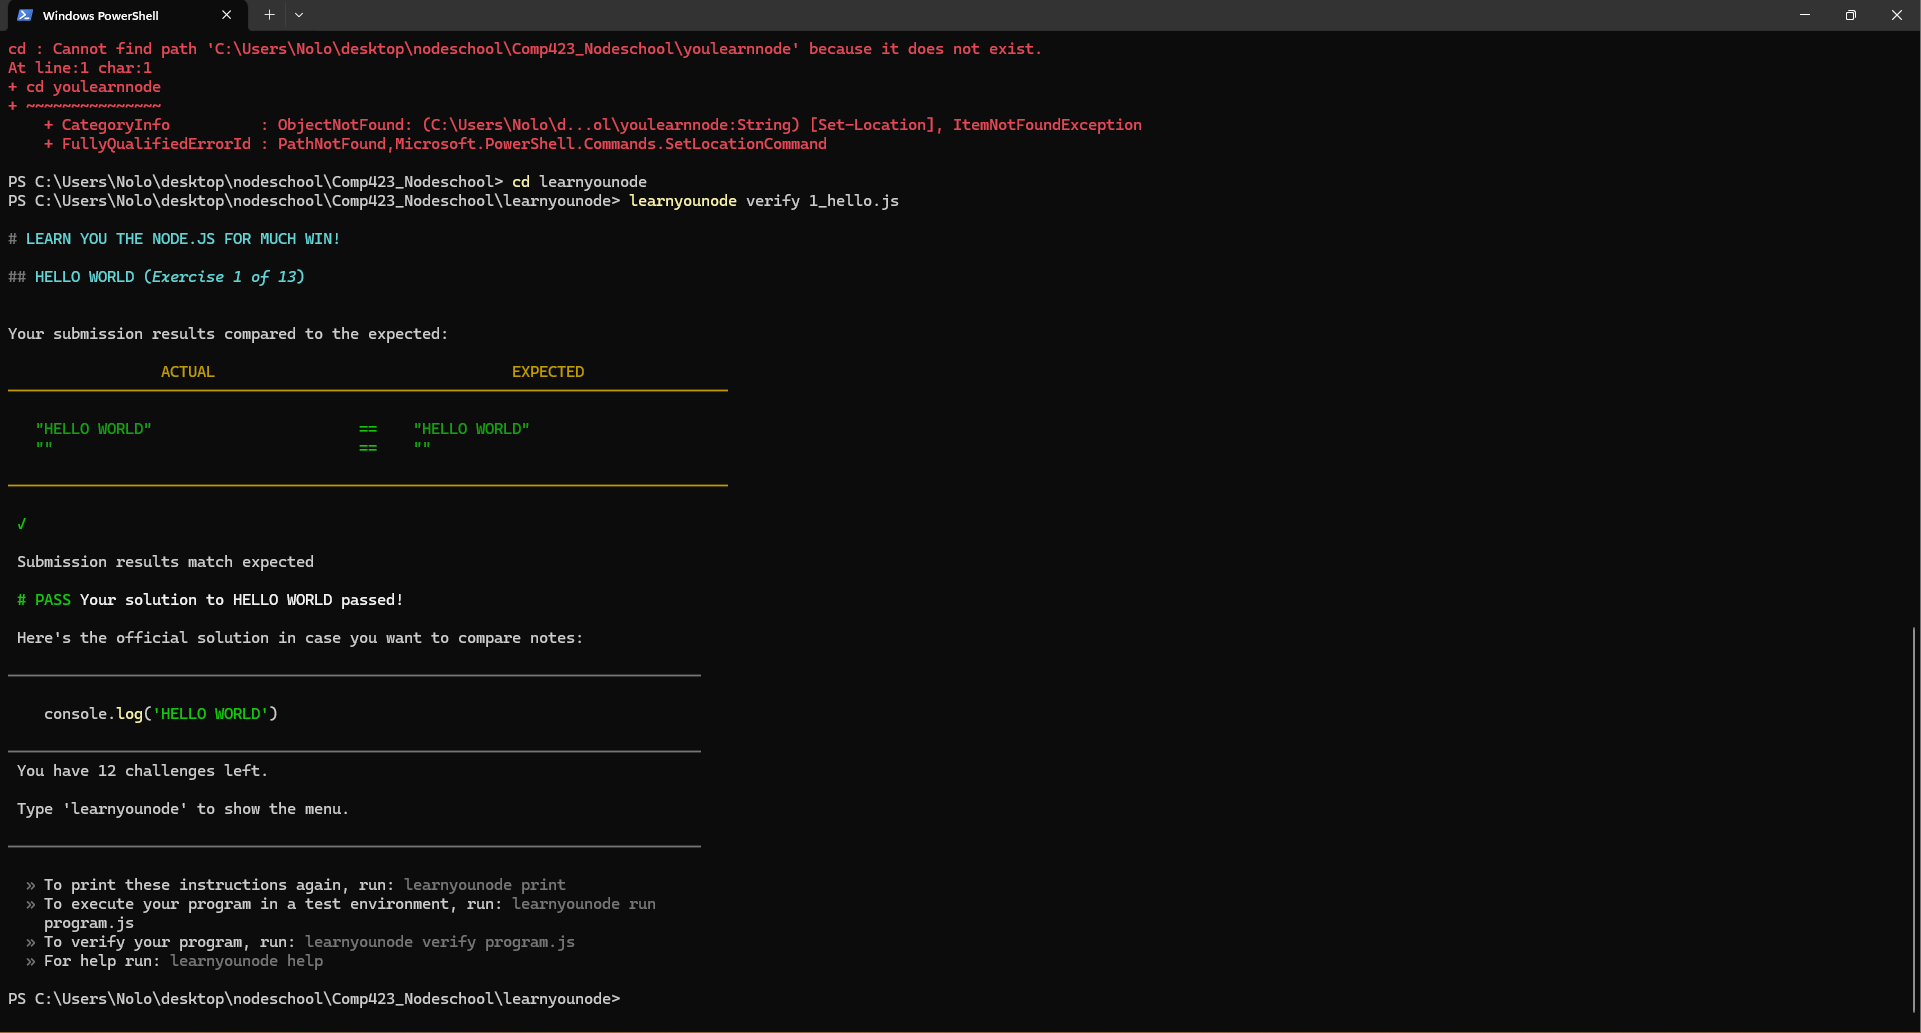 Windows PowerShell
cd : Cannot find path 'C:\Users\Nolo\desktop\nodeschool\Comp423_Nodeschool\youlearnnode' because it does not exist.
At line:1 char:1
+ cd youlearnnode
+ ~~~~~~~~~~~~~~~
    + CategoryInfo          : ObjectNotFound: (C:\Users\Nolo\d...ol\youlearnnode:String) [Set-Location], ItemNotFoundException
    + FullyQualifiedErrorId : PathNotFound,Microsoft.PowerShell.Commands.SetLocationCommand
PS C:\Users\Nolo\desktop\nodeschool\Comp423_Nodeschool> cd learnyounode
PS C:\Users\Nolo\desktop\nodeschool\Comp423_Nodeschool\learnyounode> learnyounode verify 1_hello.js
# LEARN YOU THE NODE.JS FOR MUCH WIN!
## HELLO WORLD (Exercise 1 of 13)
Your submission results compared to the expected:
ACTUAL                                 EXPECTED
"HELLO WORLD"                       ==    "HELLO WORLD"
""                                  ==    ""
✓
Submission results match expected
# PASS Your solution to HELLO WORLD passed!
Here's the official solution in case you want to compare notes:
console.log('HELLO WORLD')
You have 12 challenges left.
Type 'learnyounode' to show the menu.
» To print these instructions again, run: learnyounode print
» To execute your program in a test environment, run: learnyounode run
program.js
» To verify your program, run: learnyounode verify program.js
» For help run: learnyounode help
PS C:\Users\Nolo\desktop\nodeschool\Comp423_Nodeschool\learnyounode>